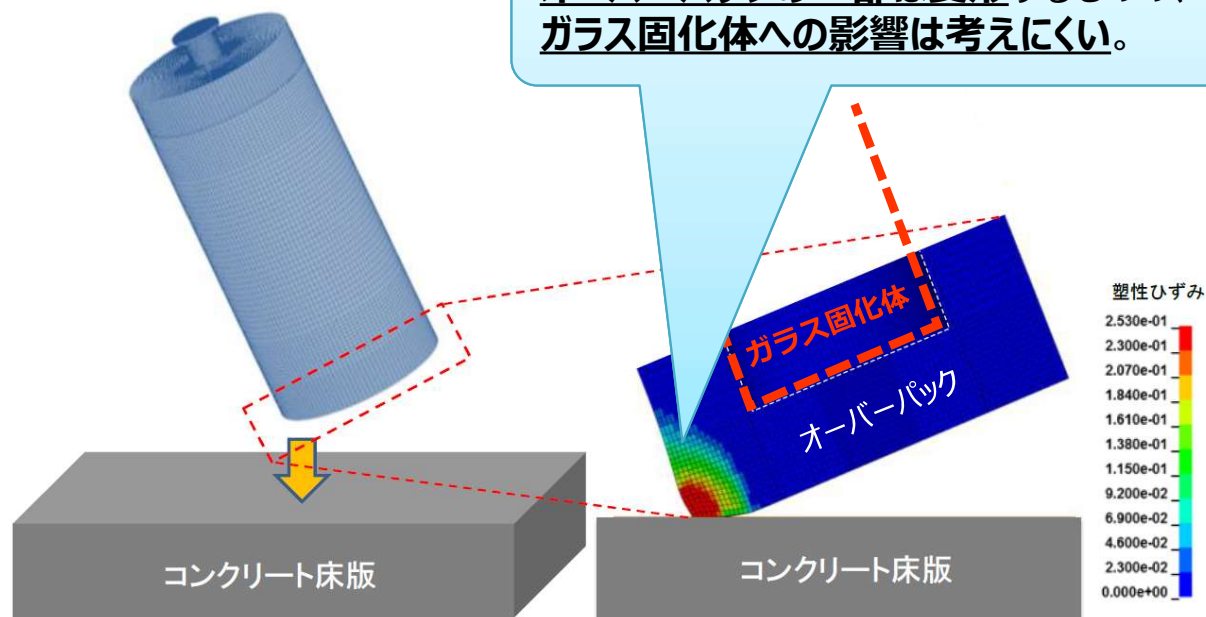 ガラス固化体への影響は考えにくい。
ガラス固化体
オーバーパック
コンクリート床版
コンクリート床版
塑性ひずみ
2.530e-01
2.300e-01
2.070e-01
1.840e-01
1.610e-01
1.380e-01
1.150e-01
9.200e-02
6.900e-02
4.600e-02
2.300e-02
0.000e+00